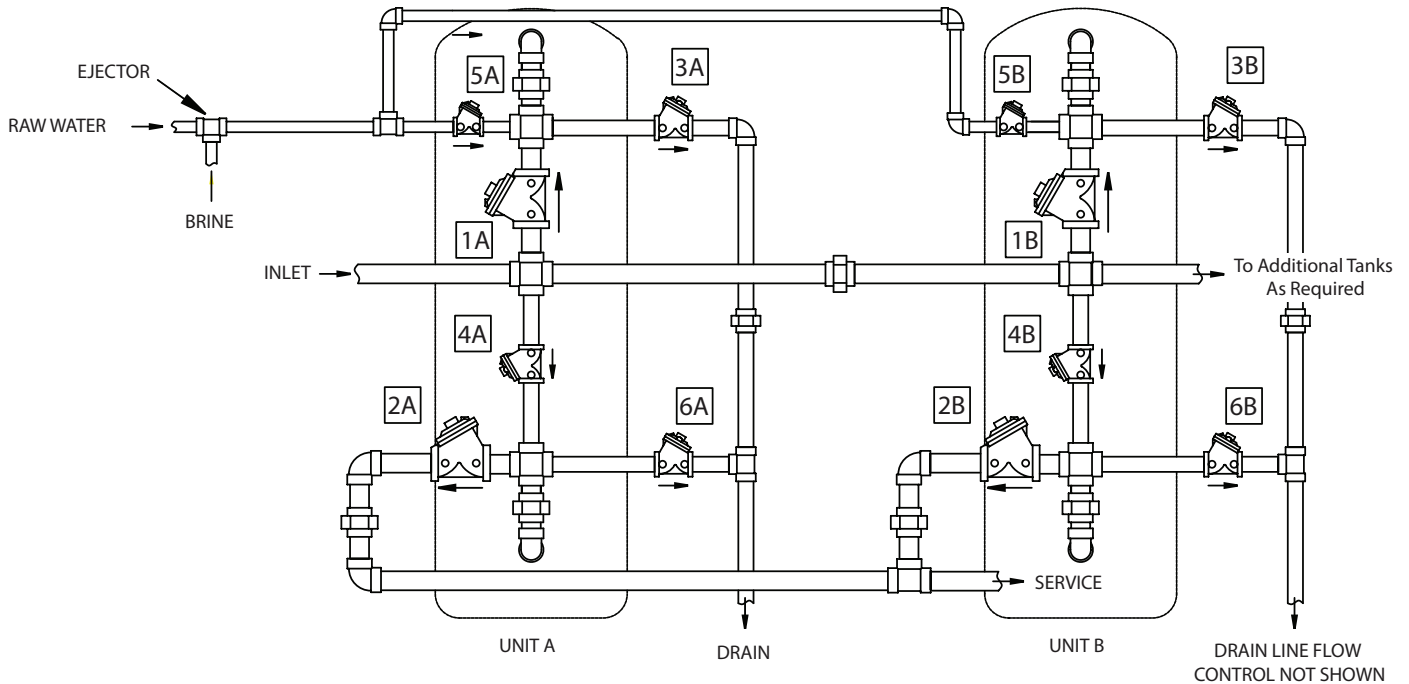 5A
3A
5B
3B
EJECTOR
RAW WATER
BRINE
1A
1B
INLET
To Additional Tanks
As Required
4A
4B
2A
6A
2B
6B
SERVICE
UNIT A
DRAIN
UNIT B
DRAIN LINE FLOW
CONTROL NOT SHOWN